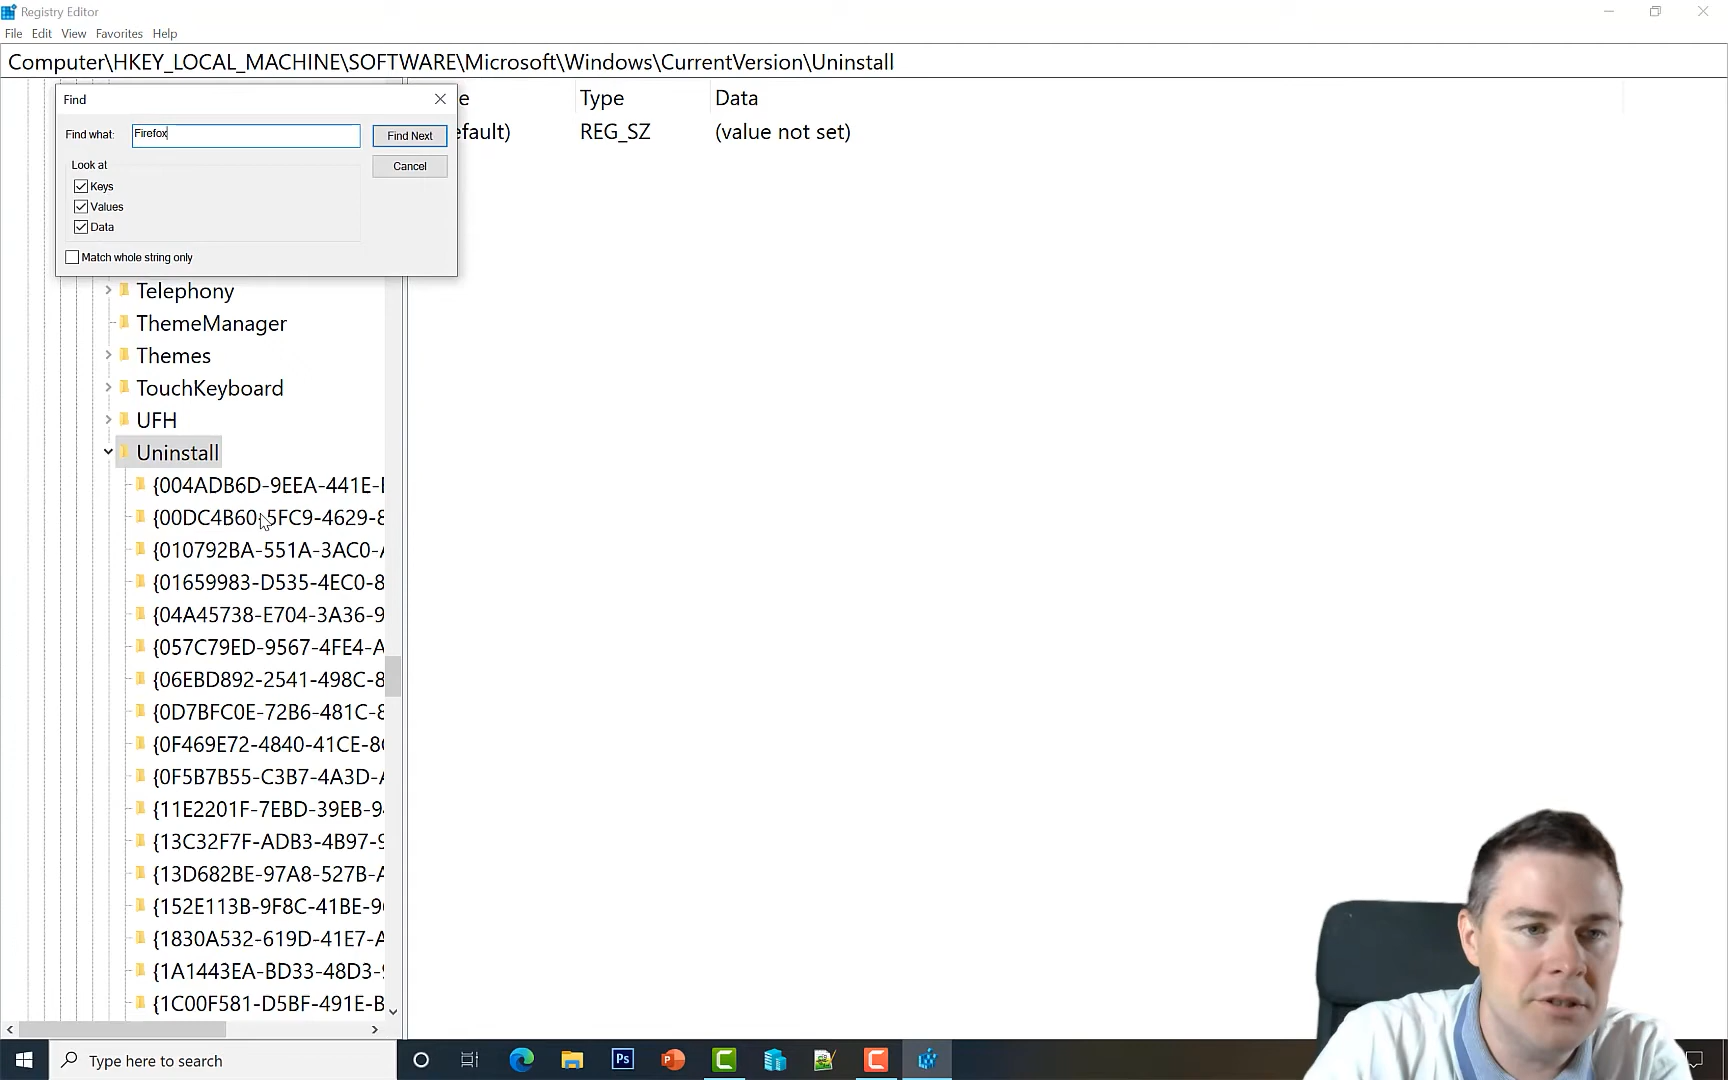 Registry Editor
File Edit View Favorites Help
Computer\HKEY_LOCAL_MACHINE\SOFTWARE\Microsoft\Windows\CurrentVersion\Uninstall
Find
Find what: Firefox
Find Next
Look at
Cancel
Keys
Values
Data
Match whole string only
e Type Data
efault) REG_SZ (value not set)
Telephony
ThemeManager
Themes
TouchKeyboard
UFH
Uninstall
{004ADB6D-9EEA-441E-
{00DC4B60-5FC9-4629-8
{010792BA-551A-3AC0-
{01659983-D535-4EC0-8
{04A45738-E704-3A36-9
{057C79ED-9567-4FE4-A
{06EBD892-2541-498C-8
{0D7BFC0E-72B6-481C-8
{0F469E72-4840-41CE-8
{0F5B7B55-C3B7-4A3D-
{11E2201F-7EBD-39EB-9
{13C32F7F-ADB3-4B97-9
{13D682BE-97A8-527B-
{152E113B-9F8C-41BE-9
{1830A532-619D-41E7-A
{1A1443EA-BD33-48D3-
{1C00F581-D5BF-491E-B
Type here to search
Ps
P
C
C